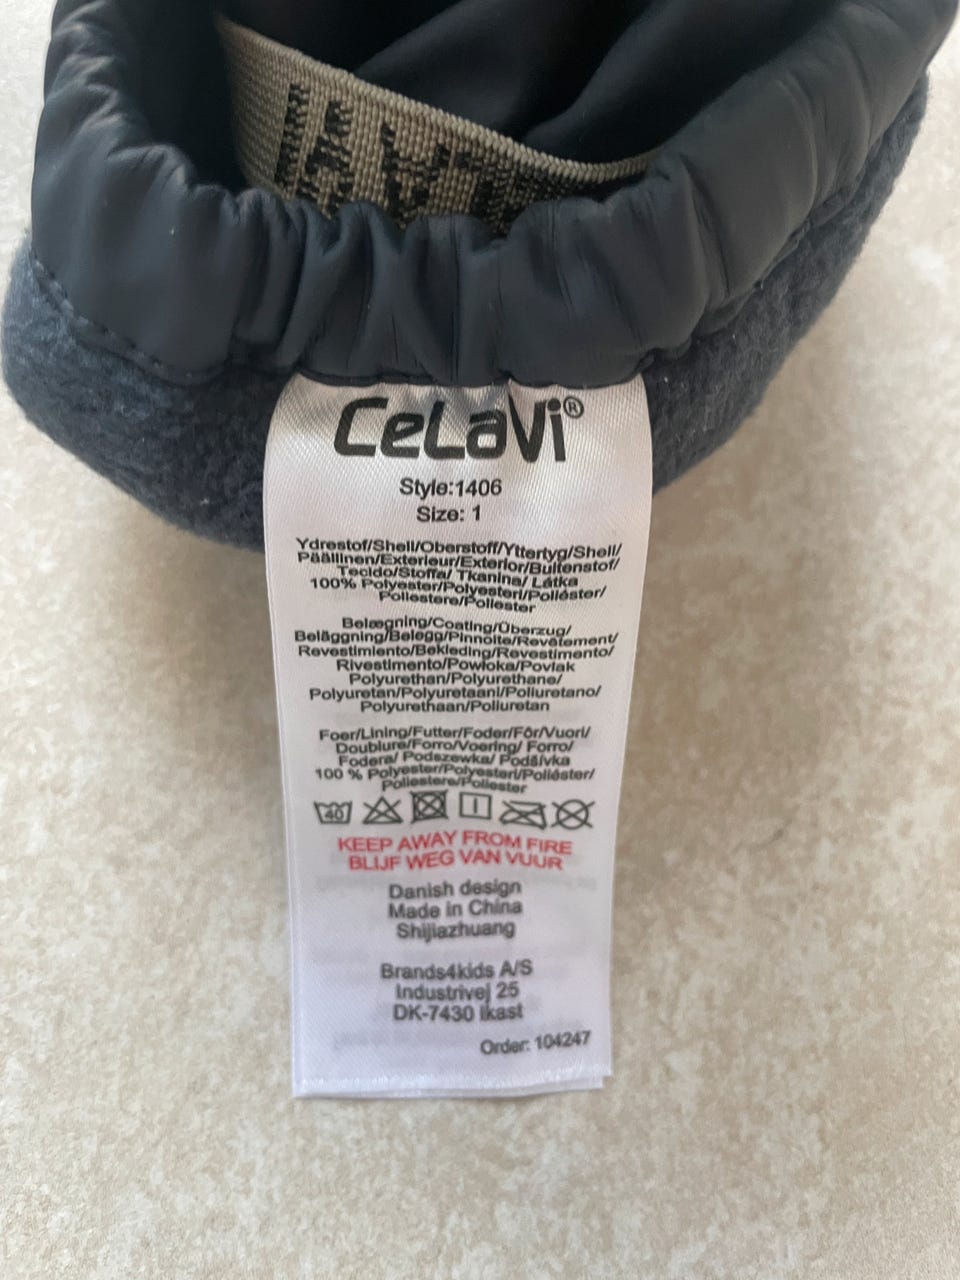 CeLaVi®
Style:1406
Size: 1
Ydrestof/Shell/Oberstoff/Yttertyg/Shell/
Päällinen/Exterieur/Exterior/Buitenstof/
Tecido/Stoffa/ Tkanina/ Látka
100% Polyester/Polyesteri/Poliéster/
Poliestere/Poliester
Belægning/Coating/Überzug/
Beläggning/Belegg/Pinnoite/Revêtement/
Revestimiento/Bekleding/Revestimento/
Rivestimento/Powłoka/Povlak
Polyurethan/Polyurethane/
Polyuretan/Polyuretaani/Poliuretano/
Polyurethaan/Poliuretan
Foer/Lining/Futter/Foder/Fôr/Vuori/
Doublure/Forro/Voering/ Forro/
Fodera/ Podszewka/ Podšívka
100 % Polyester/Polyesteri/Poliéster/
Poliestere/Poliester
40
KEEP AWAY FROM FIRE
BLIJF WEG VAN VUUR
Danish design
Made in China
Shijiazhuang
Brands4kids A/S
Industrivej 25
DK-7430 Ikast
Order: 104247